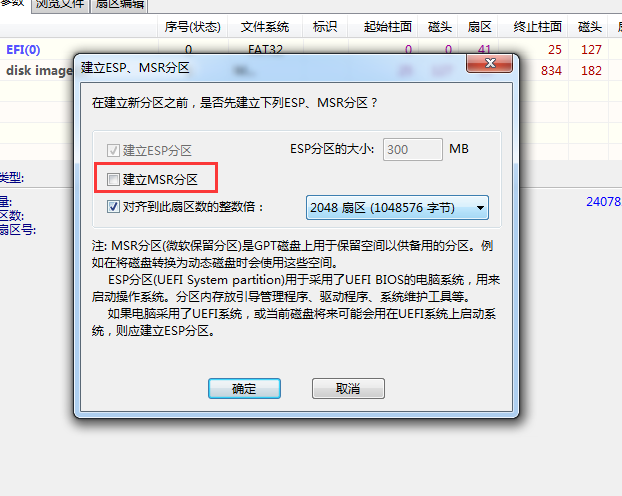 参数 浏览文件 扇区编辑
序号(状态) 文件系统 标识 起始柱面 磁头 扇区 终止柱面 磁头
EFI(0) 0 FAT32 0 0 41 25 127
disk image 834 182
建立ESP、MSR分区
在建立新分区之前，是否先建立下列ESP、MSR分区？
建立ESP分区 ESP分区的大小: 300 MB
建立MSR分区
对齐到此扇区数的整数倍： 2048 扇区 (1048576 字节)
注: MSR分区(微软保留分区)是GPT磁盘上用于保留空间以供备用的分区。例
如在将磁盘转换为动态磁盘时会使用这些空间。
ESP分区(UEFI System partition)用于采用了UEFI BIOS的电脑系统，用来
启动操作系统。分区内存放引导管理程序、驱动程序、系统维护工具等。
如果电脑采用了UEFI系统，或当前磁盘将来可能会用在UEFI系统上启动系
统，则应建立ESP分区。
确定 取消
类型:
量: 24078
区数:
扇区号: